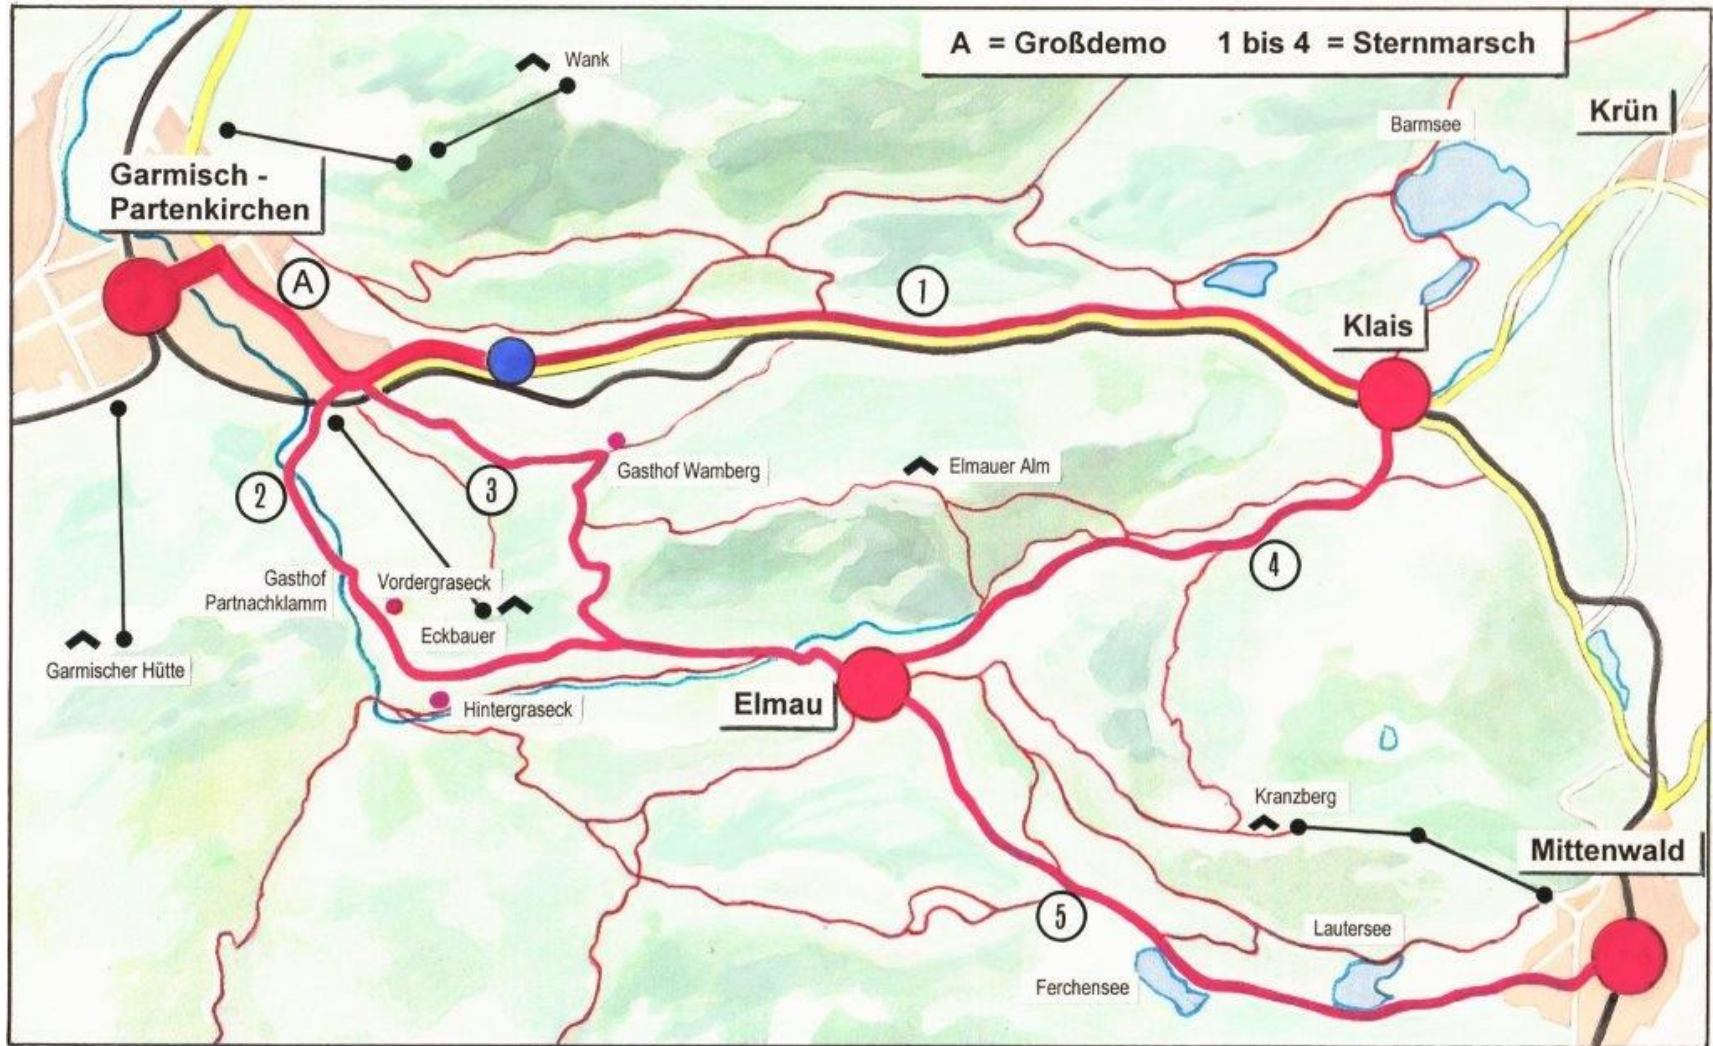 A = Großdemo 1 bis 4 = Sternmarsch
Wank
Krün
Barmsee
Garmisch -
Partenkirchen
A
1
Klais
Gasthof Wamberg
Elmauer Alm
2
3
4
Gasthof
Partnachklamm
Vordergraseck
Eckbauer
Garmischer Hütte
Hintergraseck
Elmau
Kranzberg
Mittenwald
5
Lautersee
Ferchensee